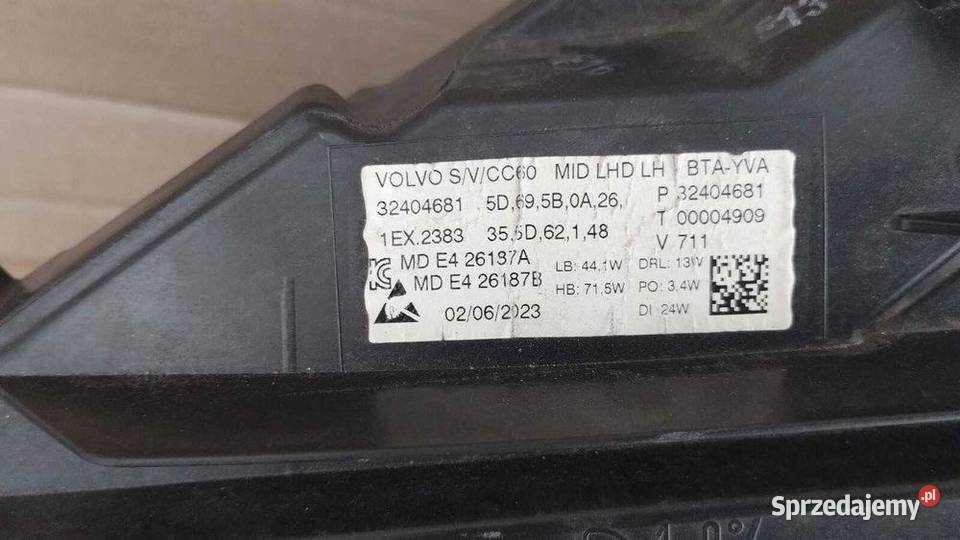 513
VOLVO S/V/CC60 MID LHD LH BTA-YVA
32404681 5D,69,5B,0A,26, P 32404681
T 00004909
1EX.2383 35,5D,62,1,48
V 711
MD E4 26187A LB: 44,1W DRL: 13W
MD E4 26187B HB: 71,5W PO: 3,4W
02/06/2023 DI 24W
Sprzedajemy.pl